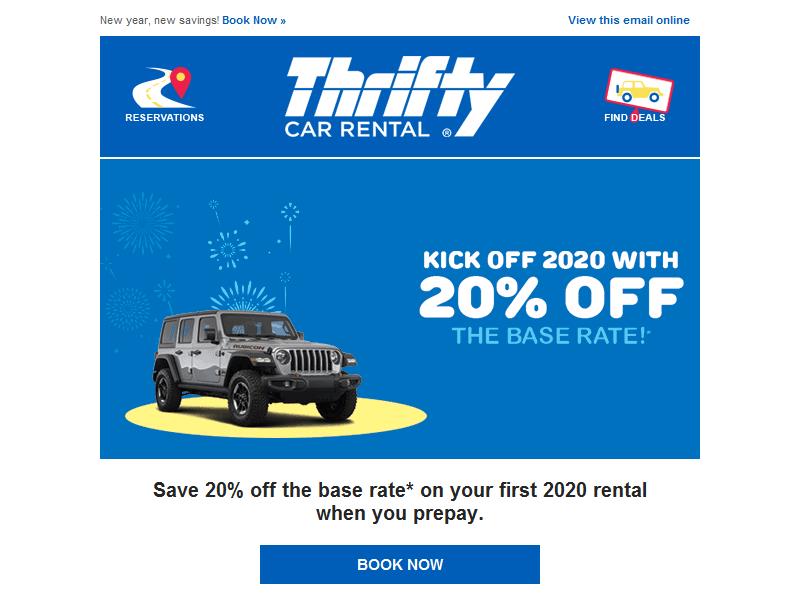 New year, new savings! Book Now »
View this email online
RESERVATIONS
Thrifty
CAR RENTAL ®
FIND DEALS
KICK OFF 2020 WITH
20% OFF
THE BASE RATE!*
RUBICON
Save 20% off the base rate* on your first 2020 rental
when you prepay.
BOOK NOW